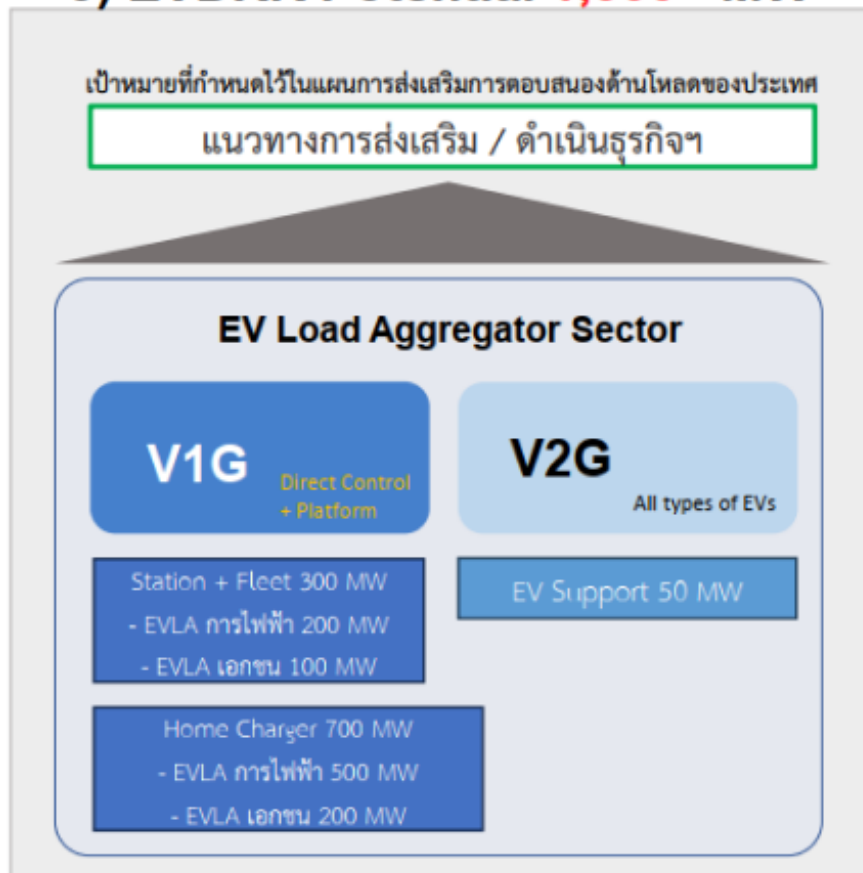 เป้าหมายที่กำหนดไว้ในแผนการส่งเสริมการตอบสนองด้านโหลดของประเทศ
แนวทางการส่งเสริม / ดำเนินธุรกิจฯ
EV Load Aggregator Sector
V1G
Direct Control
+ Platform
V2G
All types of EVs
Station + Fleet 300 MW
- EVLA การไฟฟ้า 200 MW
- EVLA เอกชน 100 MW
EV Support 50 MW
Home Charger 700 MW
- EVLA การไฟฟ้า 500 MW
- EVLA เอกชน 200 MW